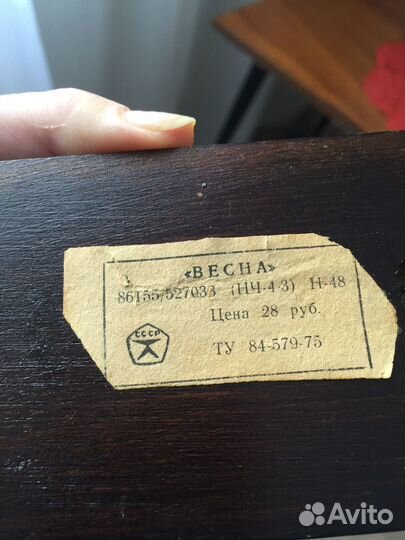 «ВЕСНА»
86155/527033 (НЧ-4-3) Н-48
Цена 28 руб.
СССР
ТУ 84-579-75
Avito